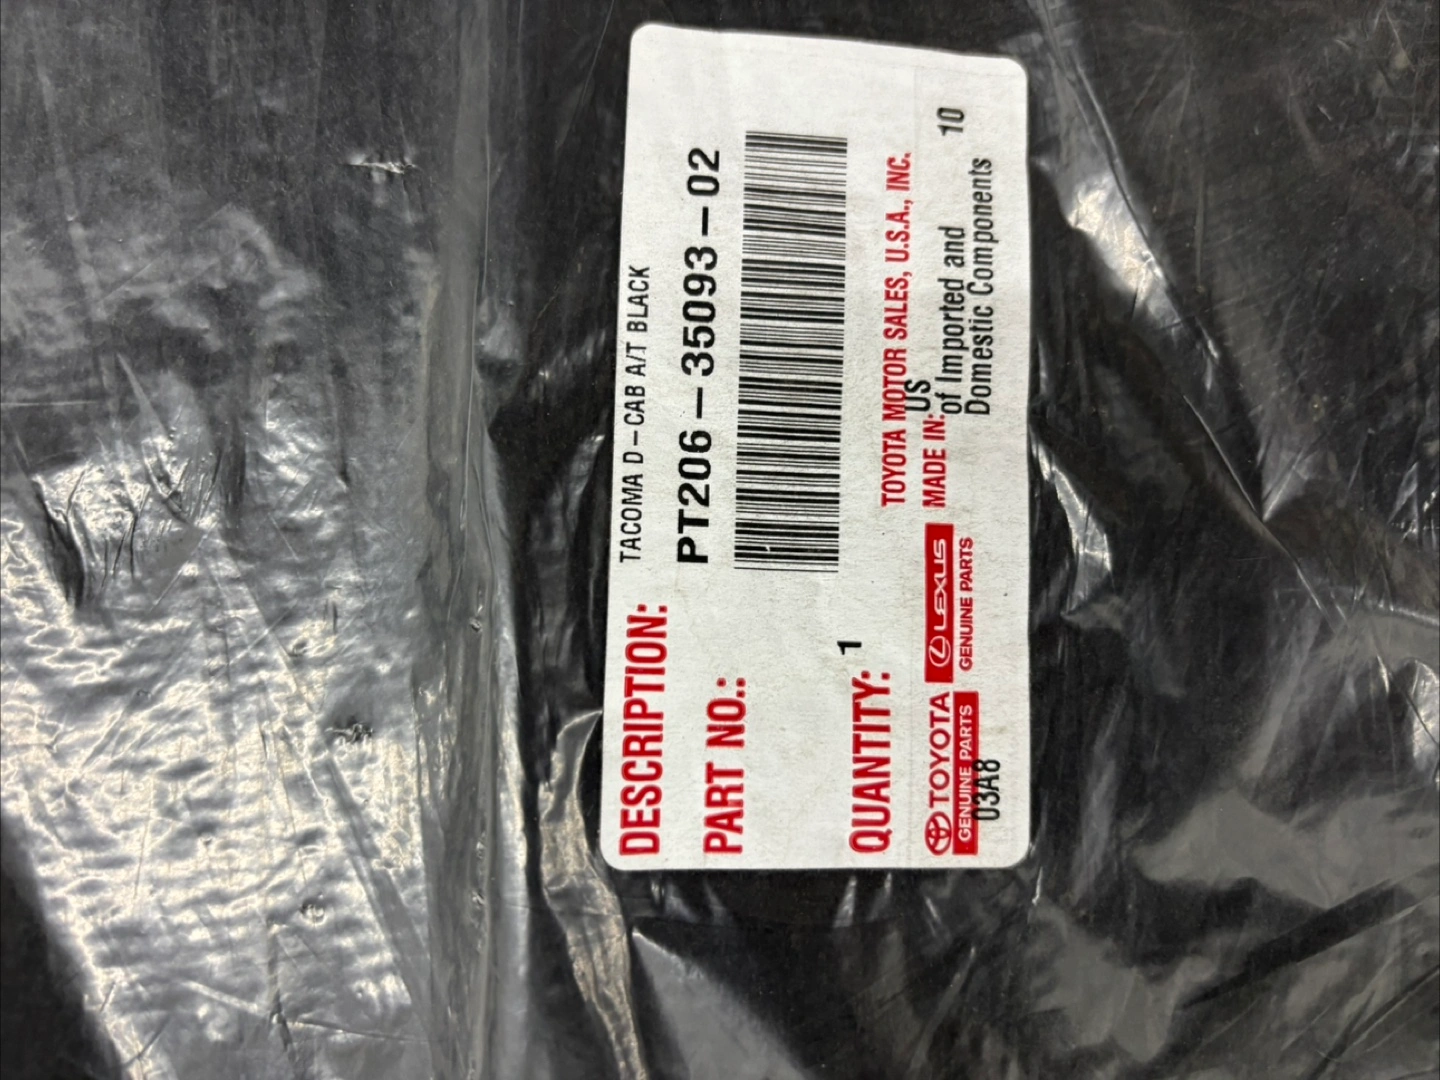 DESCRIPTION: TACOMA D-CAB A/T BLACK
PART NO.: PT206-35093-02
QUANTITY: 1
TOYOTA MOTOR SALES, U.S.A., INC.
MADE IN: US
of Imported and 10
Domestic Components
TOYOTA
GENUINE PARTS
LEXUS
GENUINE PARTS
03A8